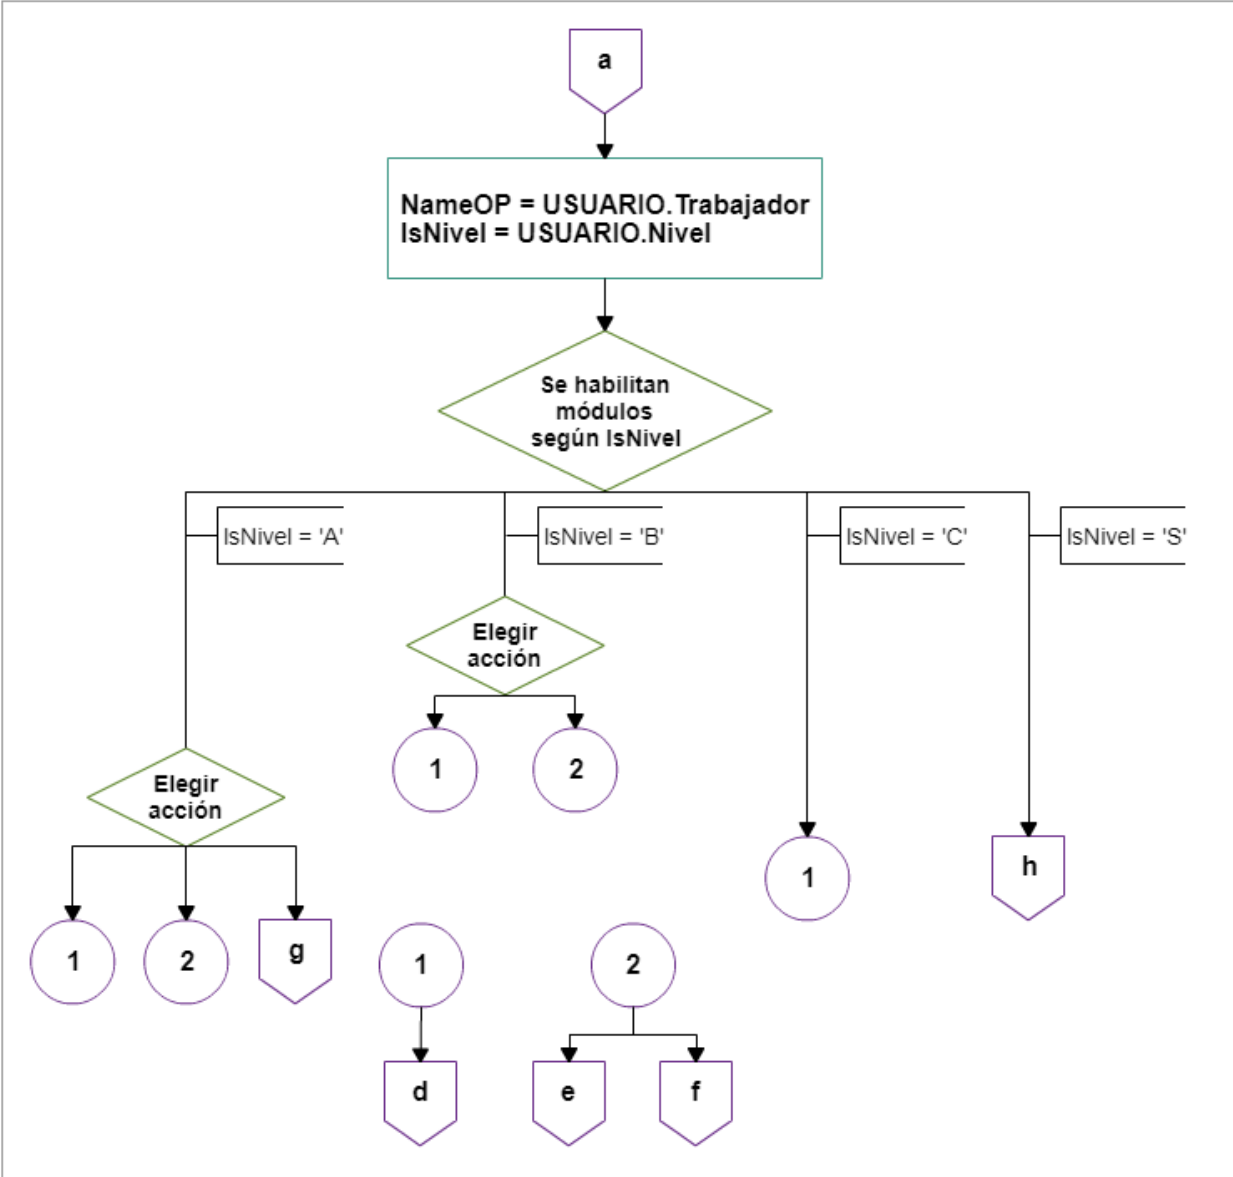 a
NameOP = USUARIO.Trabajador
IsNivel = USUARIO.Nivel
Se habilitan
módulos
según IsNivel
IsNivel = 'A'
IsNivel = 'B'
IsNivel = 'C'
IsNivel = 'S'
Elegir
acción
1
2
Elegir
acción
1
h
1
2
g
1
2
d
e
f